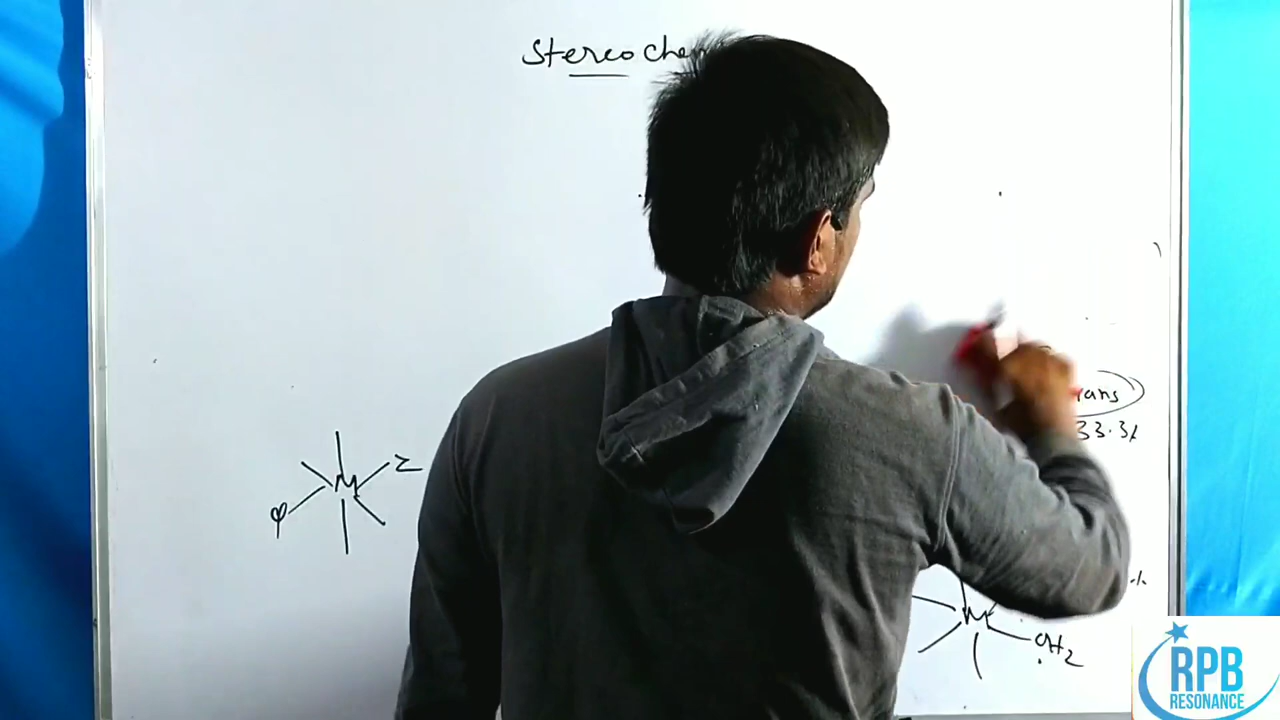 Stereo Chem
rans
33.3%
Z
φ
M
M
OH2
RPB
RESONANCE